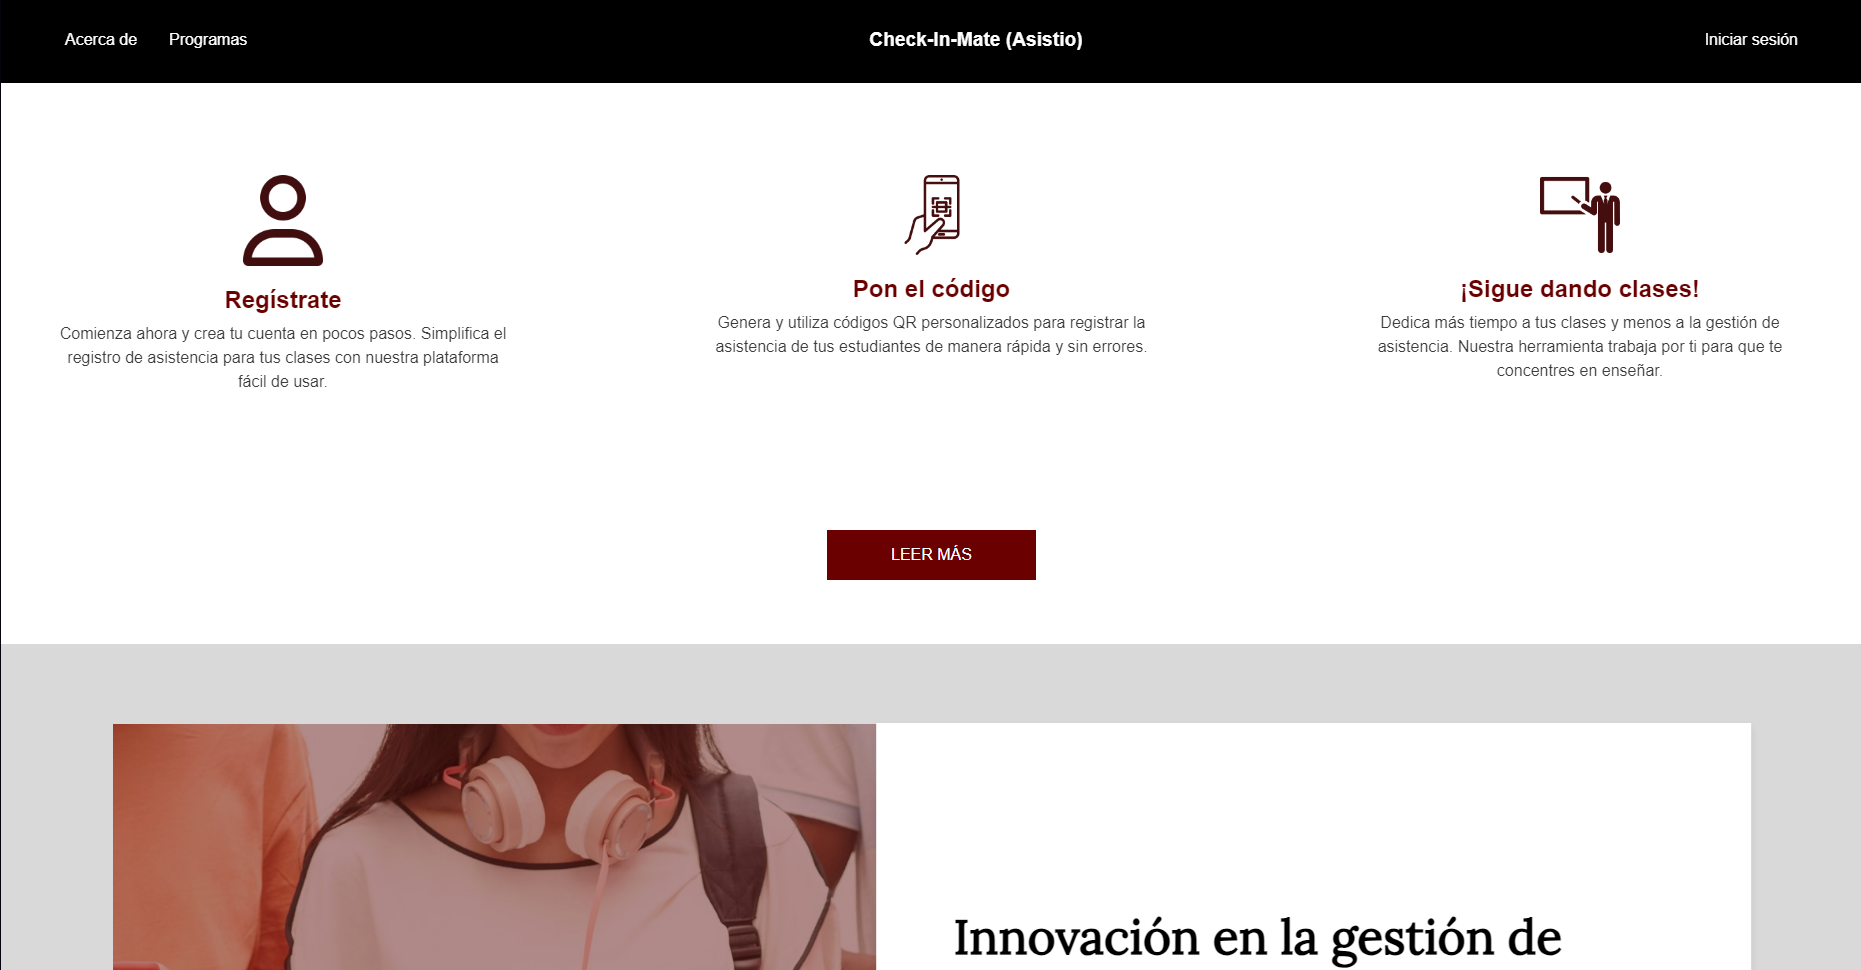 Acerca de
Programas
Check-In-Mate (Asistio)
Iniciar sesión
Regístrate
Comienza ahora y crea tu cuenta en pocos pasos. Simplifica el
registro de asistencia para tus clases con nuestra plataforma
fácil de usar.
Pon el código
Genera y utiliza códigos QR personalizados para registrar la
asistencia de tus estudiantes de manera rápida y sin errores.
¡Sigue dando clases!
Dedica más tiempo a tus clases y menos a la gestión de
asistencia. Nuestra herramienta trabaja por ti para que te
concentres en enseñar.
LEER MÁS
Innovación en la gestión de